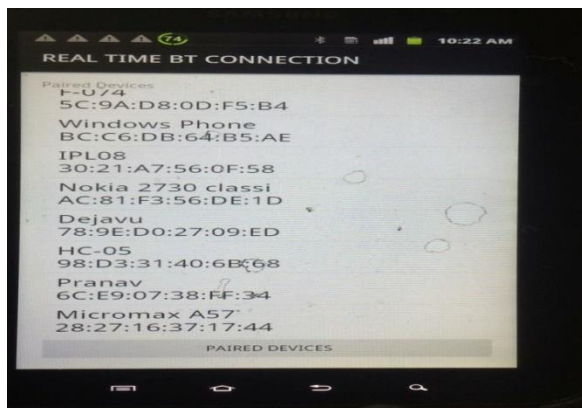 SAMSUNG
74
10:22 AM
REAL TIME BT CONNECTION
Paired Devices
F-074
5C:9A:D8:0D:F5:B4
Windows Phone
BC:C6:DB:64:B5:AE
IPL08
30:21:A7:56:0F:58
Nokia 2730 classi
AC:81:F3:56:DE:1D
Dejavu
78:9E:D0:27:09:ED
HC-05
98:D3:31:40:6B:68
Pranav
6C:E9:07:38:FF:34
Micromax A57
28:27:16:37:17:44
PAIRED DEVICES